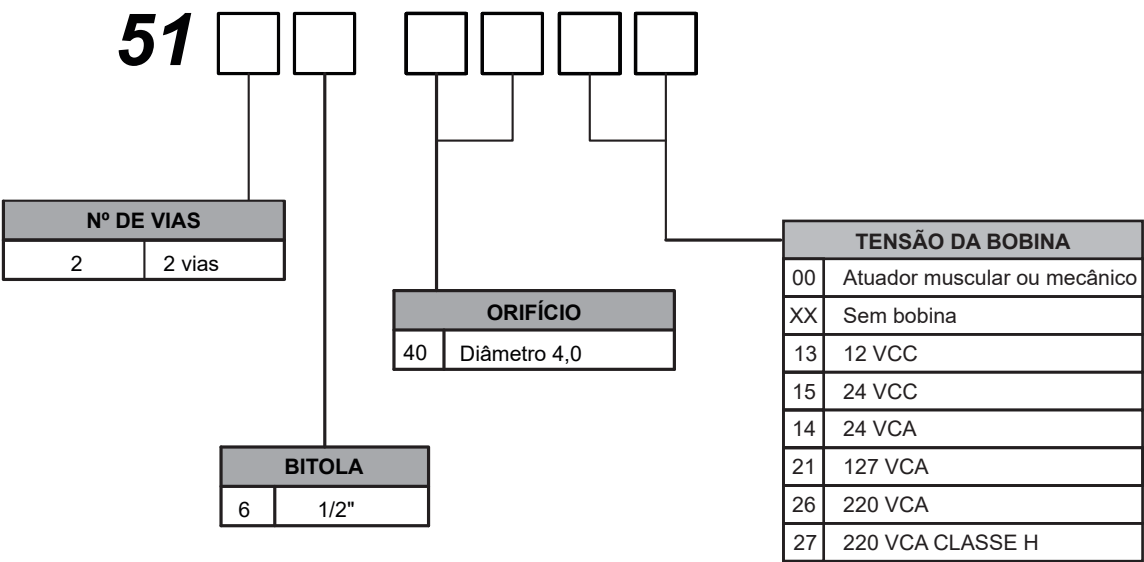 51
Nº DE VIAS
2 2 vias
ORIFÍCIO
40 Diâmetro 4,0
BITOLA
6 1/2"
TENSÃO DA BOBINA
00 Atuador muscular ou mecânico
XX Sem bobina
13 12 VCC
15 24 VCC
14 24 VCA
21 127 VCA
26 220 VCA
27 220 VCA CLASSE H